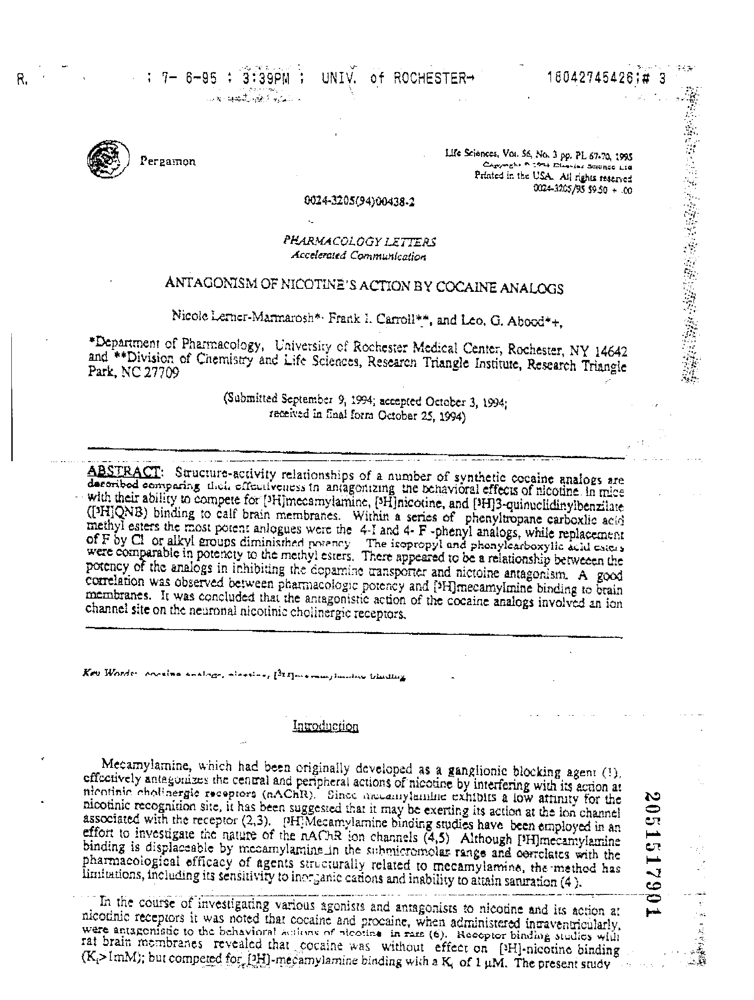 R. : 7- 6-95 : 3:39PM ; UNIV. of ROCHESTER→ 16042745426;# 3
Pergamon
Life Sciences, Vol. 56, No. 3 pp. PL 67-70, 1995
Copyright © 1994 Elsevier Science Ltd
Printed in the USA. All rights reserved
0024-3205/95 $9.50 + .00
0024-3205(94)00438-2
PHARMACOLOGY LETTERS
Accelerated Communication
ANTAGONISM OF NICOTINE'S ACTION BY COCAINE ANALOGS
Nicole Lerner-Marmarosh*, Frank I. Carroll**, and Leo, G. Abood*+,
*Department of Pharmacology, University of Rochester Medical Center, Rochester, NY 14642
and **Division of Chemistry and Life Sciences, Research Triangle Institute, Research Triangle
Park, NC 27709
(Submitted September 9, 1994; accepted October 3, 1994;
received in final form October 25, 1994)
ABSTRACT: Structure-activity relationships of a number of synthetic cocaine analogs are
described comparing their effectiveness in antagonizing the behavioral effects of nicotine in mice
with their ability to compete for [³H]mecamylamine, [³H]nicotine, and [³H]3-quinuclidinylbenzilate
([³H]QNB) binding to calf brain membranes. Within a series of phenyltropane carboxlic acid
methyl esters the most potent anlogues were the 4-I and 4- F -phenyl analogs, while replacement
of F by Cl or alkyl groups diministhed potency. The isopropyl and phenylcarboxylic acid esters
were comparable in potencty to the methyl esters. There appeared to be a relationship betweeen the
potency of the analogs in inhibiting the dopamine transporter and nictoine antagonism. A good
correlation was observed between pharmacologic potency and [³H]mecamylmine binding to brain
membranes. It was concluded that the antagonistic action of the cocaine analogs involved an ion
channel site on the neuronal nicotinic cholinergic receptors.
Key Words: cocaine analogs, nicotine, [³H]mecamylamine binding
Introduction
Mecamylamine, which had been originally developed as a ganglionic blocking agent (1),
effectively antagonizes the central and peripheral actions of nicotine by interfering with its action at
nicotinic cholinergic receptors (nAChR). Since mecamylamine exhibits a low affinity for the
nicotinic recognition site, it has been suggested that it may be exerting its action at the ion channel
associated with the receptor (2,3). [³H]Mecamylamine binding studies have been employed in an
effort to investigate the nature of the nAChR ion channels (4,5) Although [³H]mecamylamine
binding is displaceable by mecamylamine in the submicromolar range and correlates with the
pharmacological efficacy of agents structurally related to mecamylamine, the method has
limitations, including its sensitivity to inorganic cations and inability to attain saturation (4 ).
In the course of investigating various agonists and antagonists to nicotine and its action at
nicotinic receptors it was noted that cocaine and procaine, when administered intraventricularly,
were antagonistic to the behavioral actions of nicotine in rats (6). Receptor binding studies with
rat brain membranes revealed that cocaine was without effect on [³H]-nicotine binding
(Kᵢ>1mM); but competed for [³H]-mecamylamine binding with a Kᵢ of 1 µM. The present study
2051517901